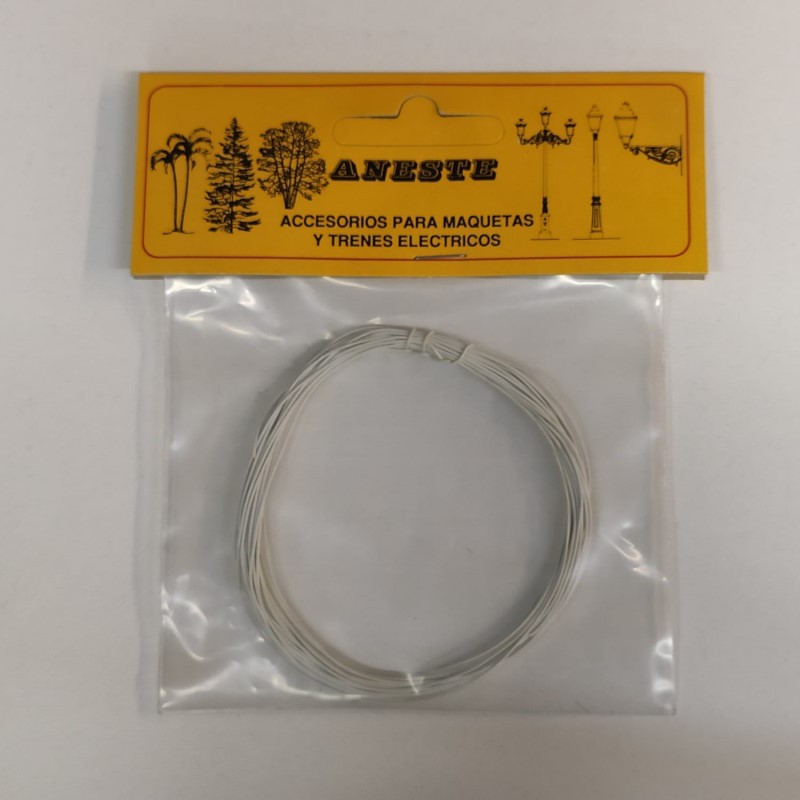 ANESTE
ACCESORIOS PARA MAQUETAS
Y TRENES ELECTRICOS